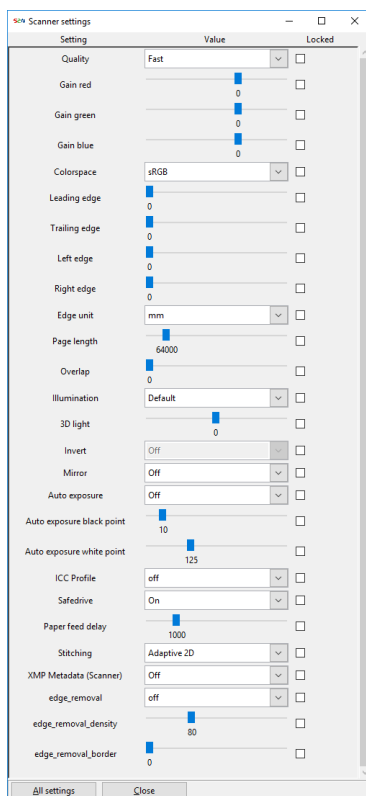 SCAN Scanner settings
Setting Value Locked
Quality Fast
Gain red
0
Gain green
0
Gain blue
0
Colorspace sRGB
Leading edge
0
Trailing edge
0
Left edge
0
Right edge
0
Edge unit mm
Page length
64000
Overlap
0
Illumination Default
3D light
0
Invert Off
Mirror Off
Auto exposure Off
Auto exposure black point
10
Auto exposure white point
125
ICC Profile off
Safedrive On
Paper feed delay
1000
Stitching Adaptive 2D
XMP Metadata (Scanner) Off
edge_removal off
edge_removal_density
80
edge_removal_border
0
All settings Close